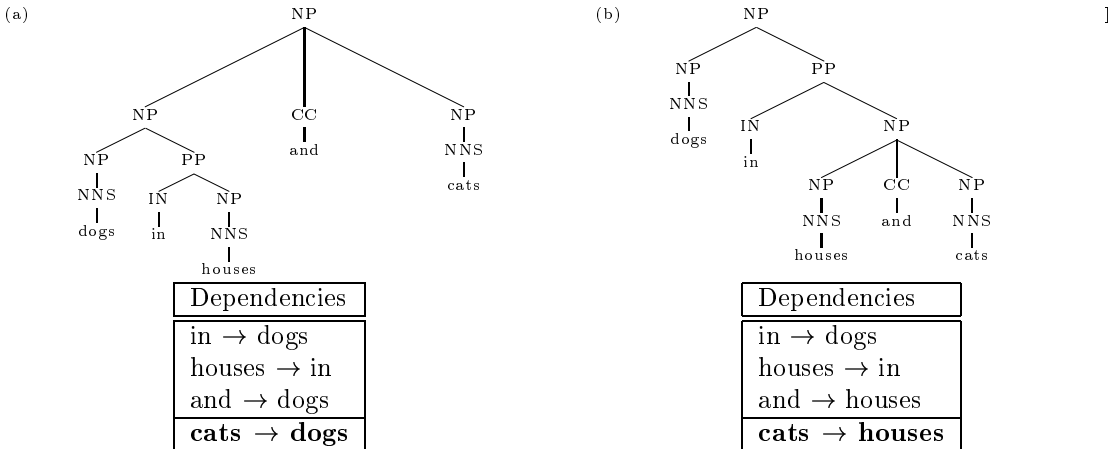 (a) NP (b) NP
NP PP
NP CC NP NNS IN NP
and dogs
NP PP NNS in
NNS IN NP cats NP CC NP
dogs in NNS NNS and NNS
houses houses cats
Dependencies
in → dogs
houses → in
and → dogs
cats → dogs
Dependencies
in → dogs
houses → in
and → houses
cats → houses